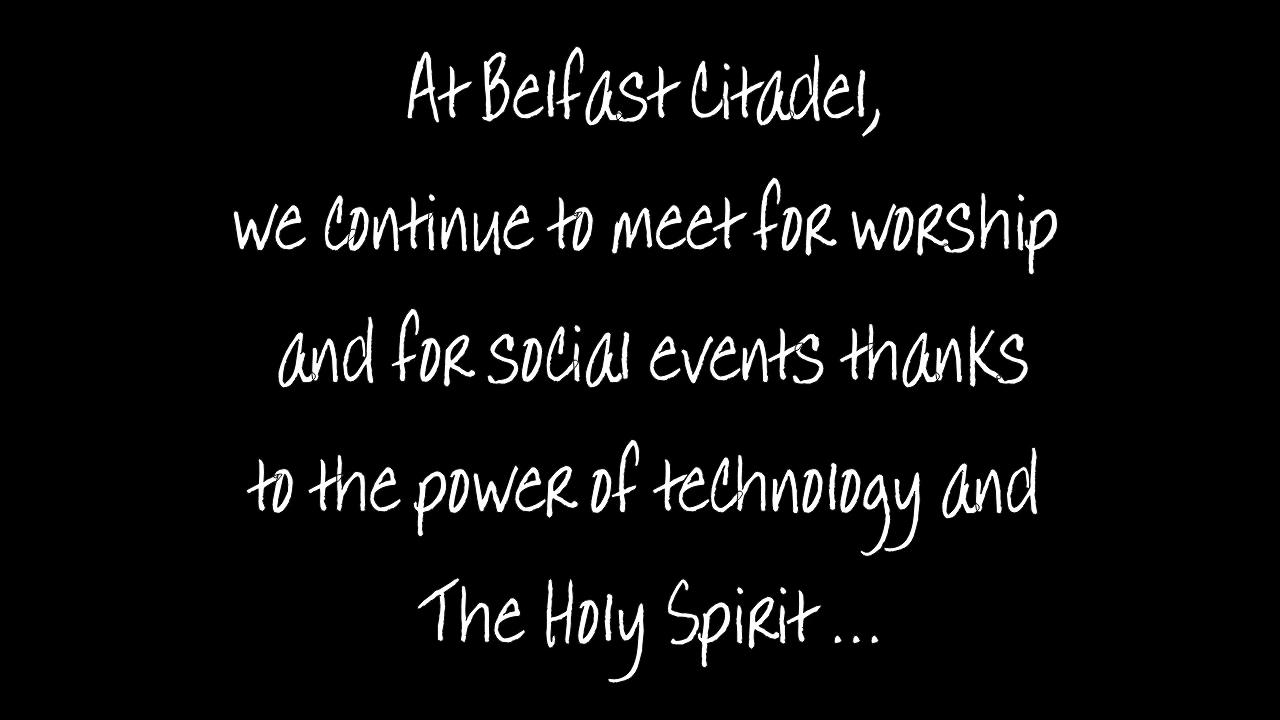 At Belfast Citadel,
we continue to meet for worship
and for social events thanks
to the power of technology and
The Holy Spirit ...